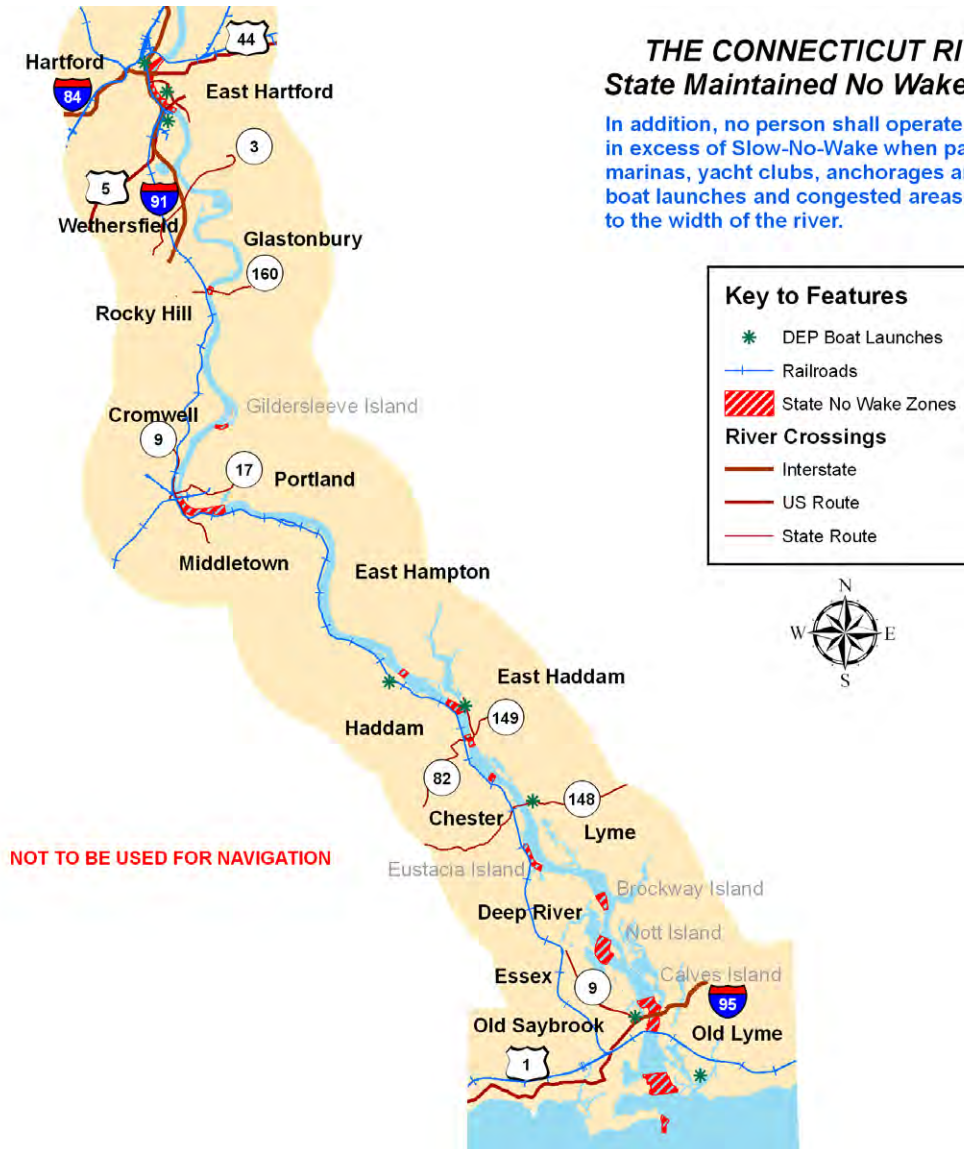 THE CONNECTICUT RI
State Maintained No Wake
In addition, no person shall operate
in excess of Slow-No-Wake when pa
marinas, yacht clubs, anchorages a
boat launches and congested areas
to the width of the river.
Key to Features
DEP Boat Launches
Railroads
State No Wake Zones
River Crossings
Interstate
US Route
State Route
N
W
E
S
44
Hartford
84
East Hartford
3
5
91
Wethersfield
Glastonbury
160
Rocky Hill
Gildersleeve Island
Cromwell
9
17
Portland
Middletown
East Hampton
East Haddam
149
Haddam
82
148
Chester
Lyme
NOT TO BE USED FOR NAVIGATION
Eustacia Island
Brockway Island
Deep River
Nott Island
Essex
Calves Island
9
95
Old Saybrook
Old Lyme
1